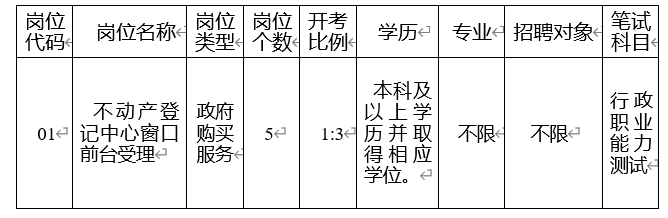 岗位
代码
岗位名称
岗位
类型
岗位
个数
开考
比例
学历
专业
招聘对象
笔试
科目
01
不动产登
记中心窗口
前台受理
政府
购买
服务
5
1:3
本科及
以上学
历并取
得相应
学位。
不限
不限
行政
职业
能力
测试